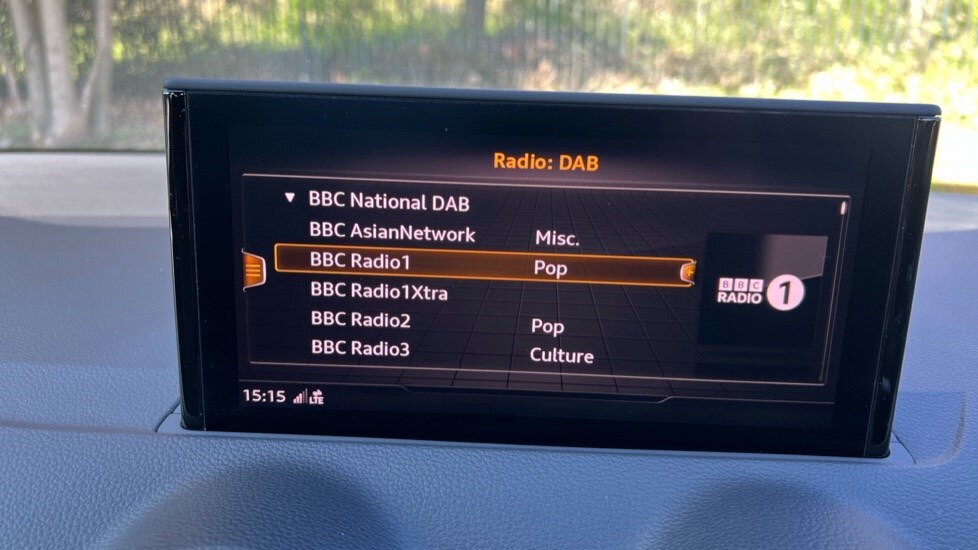 Radio: DAB
BBC National DAB
BBC AsianNetwork Misc.
BBC Radio1 Pop
BBC Radio1Xtra
BBC Radio2 Pop
BBC Radio3 Culture
BBC
RADIO 1
15:15 LTE